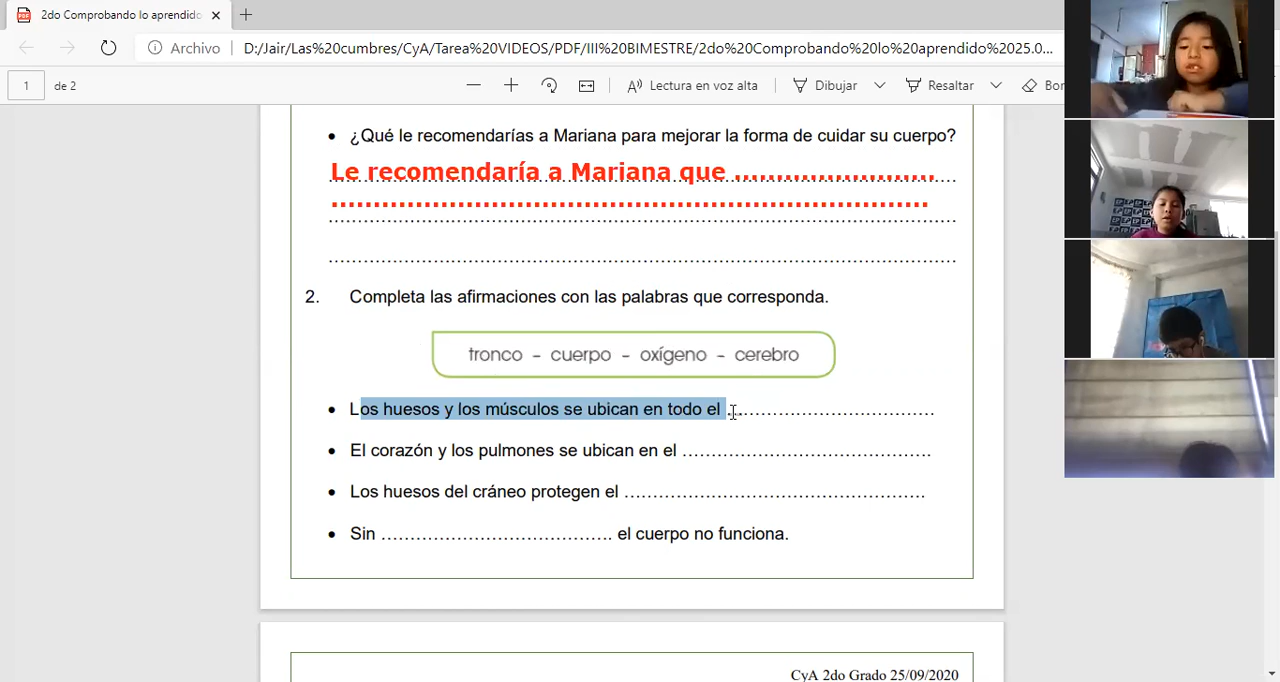 2do Comprobando lo aprendido
Archivo
D:/Jair/Las%20cumbres/CyA/Tarea%20VIDEOS/PDF/III%20BIMESTRE/2do%20Comprobando%20lo%20aprendido%2025.0...
1 de 2
Lectura en voz alta
Dibujar
Resaltar
Bor
• ¿Qué le recomendarías a Mariana para mejorar la forma de cuidar su cuerpo?
Le recomendaría a Mariana que ........................
......................................................................
......................................................................
2. Completa las afirmaciones con las palabras que corresponda.
tronco - cuerpo - oxígeno - cerebro
• Los huesos y los músculos se ubican en todo el ……………………………
• El corazón y los pulmones se ubican en el …………………………………….
• Los huesos del cráneo protegen el ……………………………………………
• Sin …………………………………. el cuerpo no funciona.
CyA 2do Grado 25/09/2020